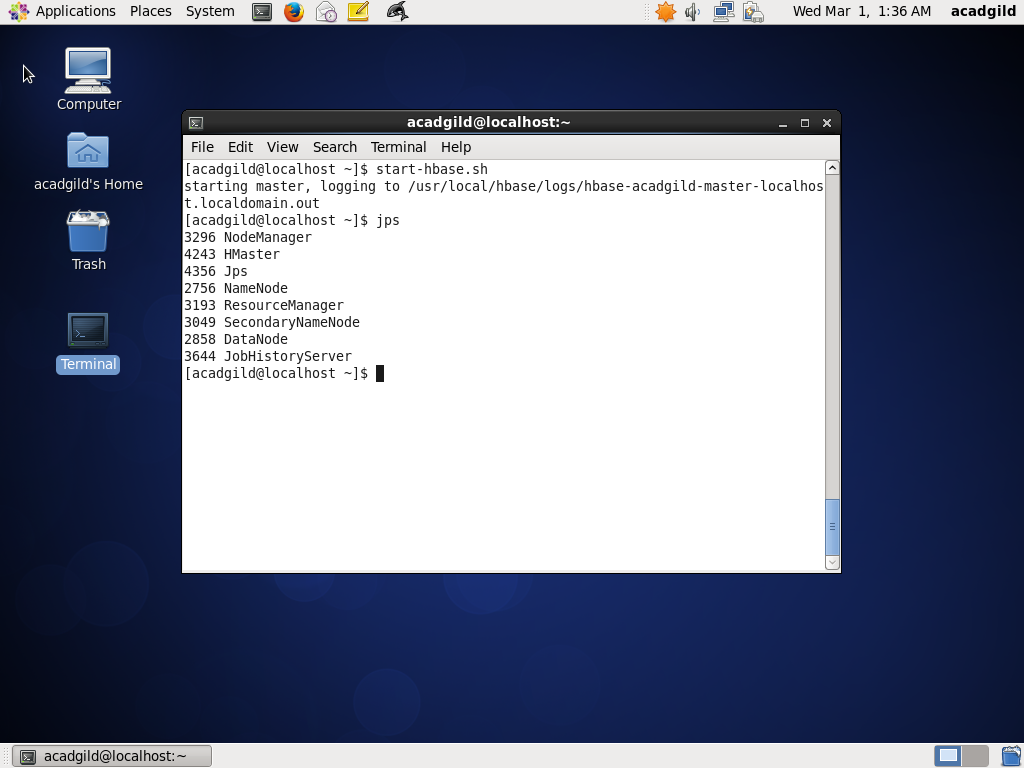 Applications Places System Wed Mar 1, 1:36 AM acadgild
Computer
acadgild's Home
Trash
Terminal
acadgild@localhost:~
File Edit View Search Terminal Help
[acadgild@localhost ~]$ start-hbase.sh
starting master, logging to /usr/local/hbase/logs/hbase-acadgild-master-localhos
t.localdomain.out
[acadgild@localhost ~]$ jps
3296 NodeManager
4243 HMaster
4356 Jps
2756 NameNode
3193 ResourceManager
3049 SecondaryNameNode
2858 DataNode
3644 JobHistoryServer
[acadgild@localhost ~]$
acadgild@localhost:~